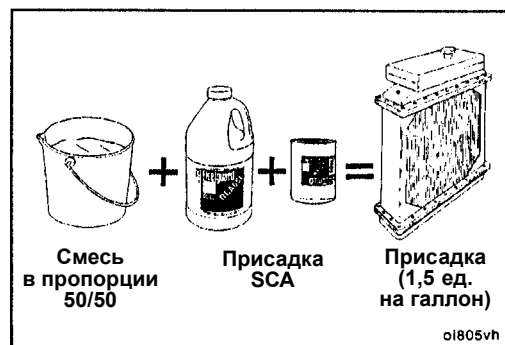 Смесь
в пропорции
50/50
Присадка
SCA
Присадка
(1,5 ед.
на галлон)
oi805vh